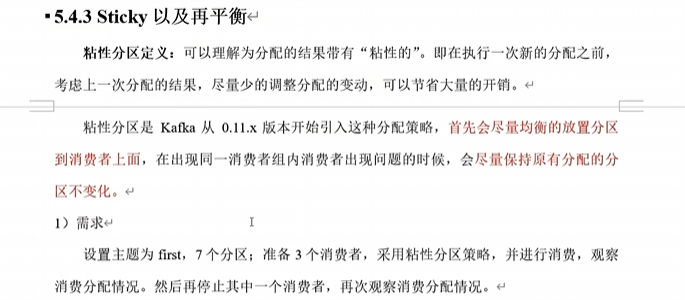 5.4.3 Sticky 以及再平衡
粘性分区定义：可以理解为分配的结果带有“粘性的”。即在执行一次新的分配之前，
考虑上一次分配的结果，尽量少的调整分配的变动，可以节省大量的开销。
粘性分区是 Kafka 从 0.11.x 版本开始引入这种分配策略，首先会尽量均衡的放置分区
到消费者上面，在出现同一消费者组内消费者出现问题的时候，会尽量保持原有分配的分
区不变化。
1）需求
设置主题为 first，7 个分区；准备 3 个消费者，采用粘性分区策略，并进行消费，观察
消费分配情况。然后再停止其中一个消费者，再次观察消费分配情况。